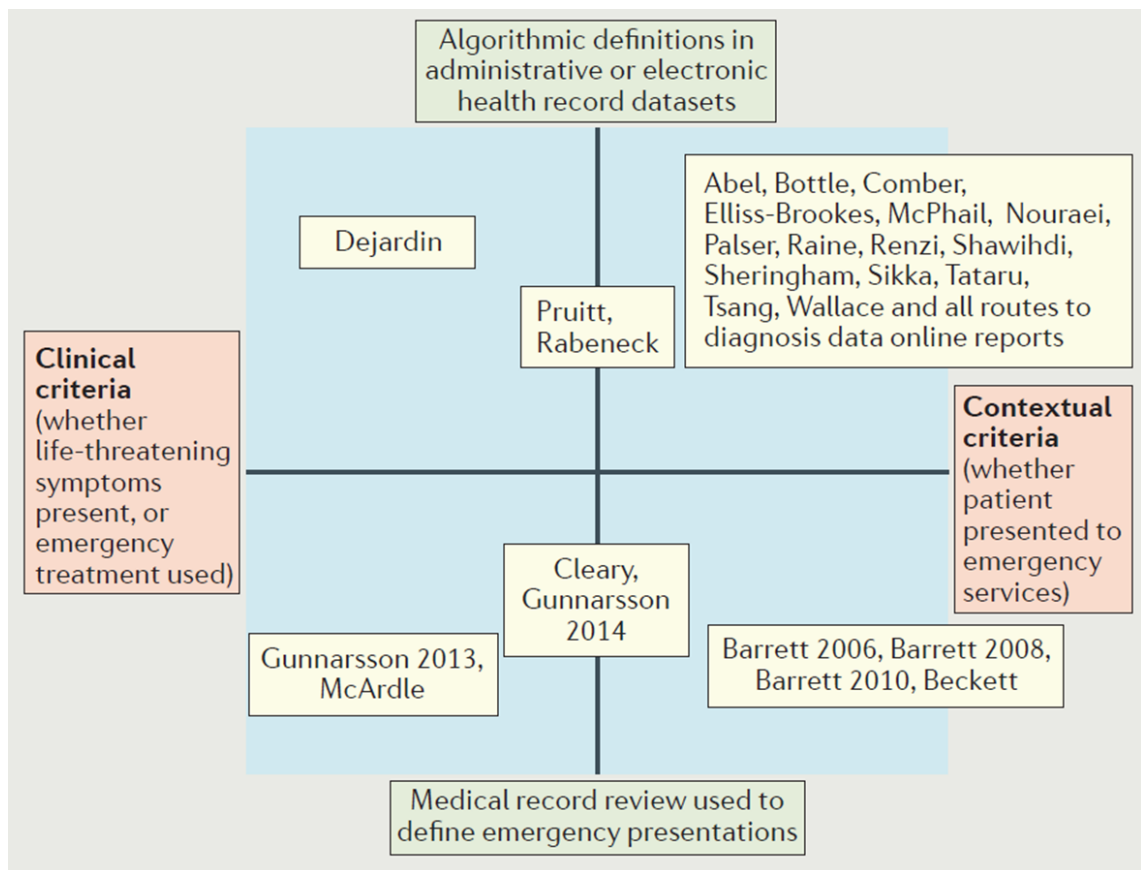 Algorithmic definitions in
administrative or electronic
health record datasets
Dejardin
Abel, Bottle, Comber,
Elliss-Brookes, McPhail, Nouraei,
Palser, Raine, Renzi, Shawihdi,
Sheringham, Sikka, Tataru,
Tsang, Wallace and all routes to
diagnosis data online reports
Pruitt,
Rabeneck
Clinical
criteria
(whether
life-threatening
symptoms
present, or
emergency
treatment used)
Contextual
criteria
(whether
patient
presented to
emergency
services)
Cleary,
Gunnarsson
2014
Gunnarsson 2013,
McArdle
Barrett 2006, Barrett 2008,
Barrett 2010, Beckett
Medical record review used to
define emergency presentations